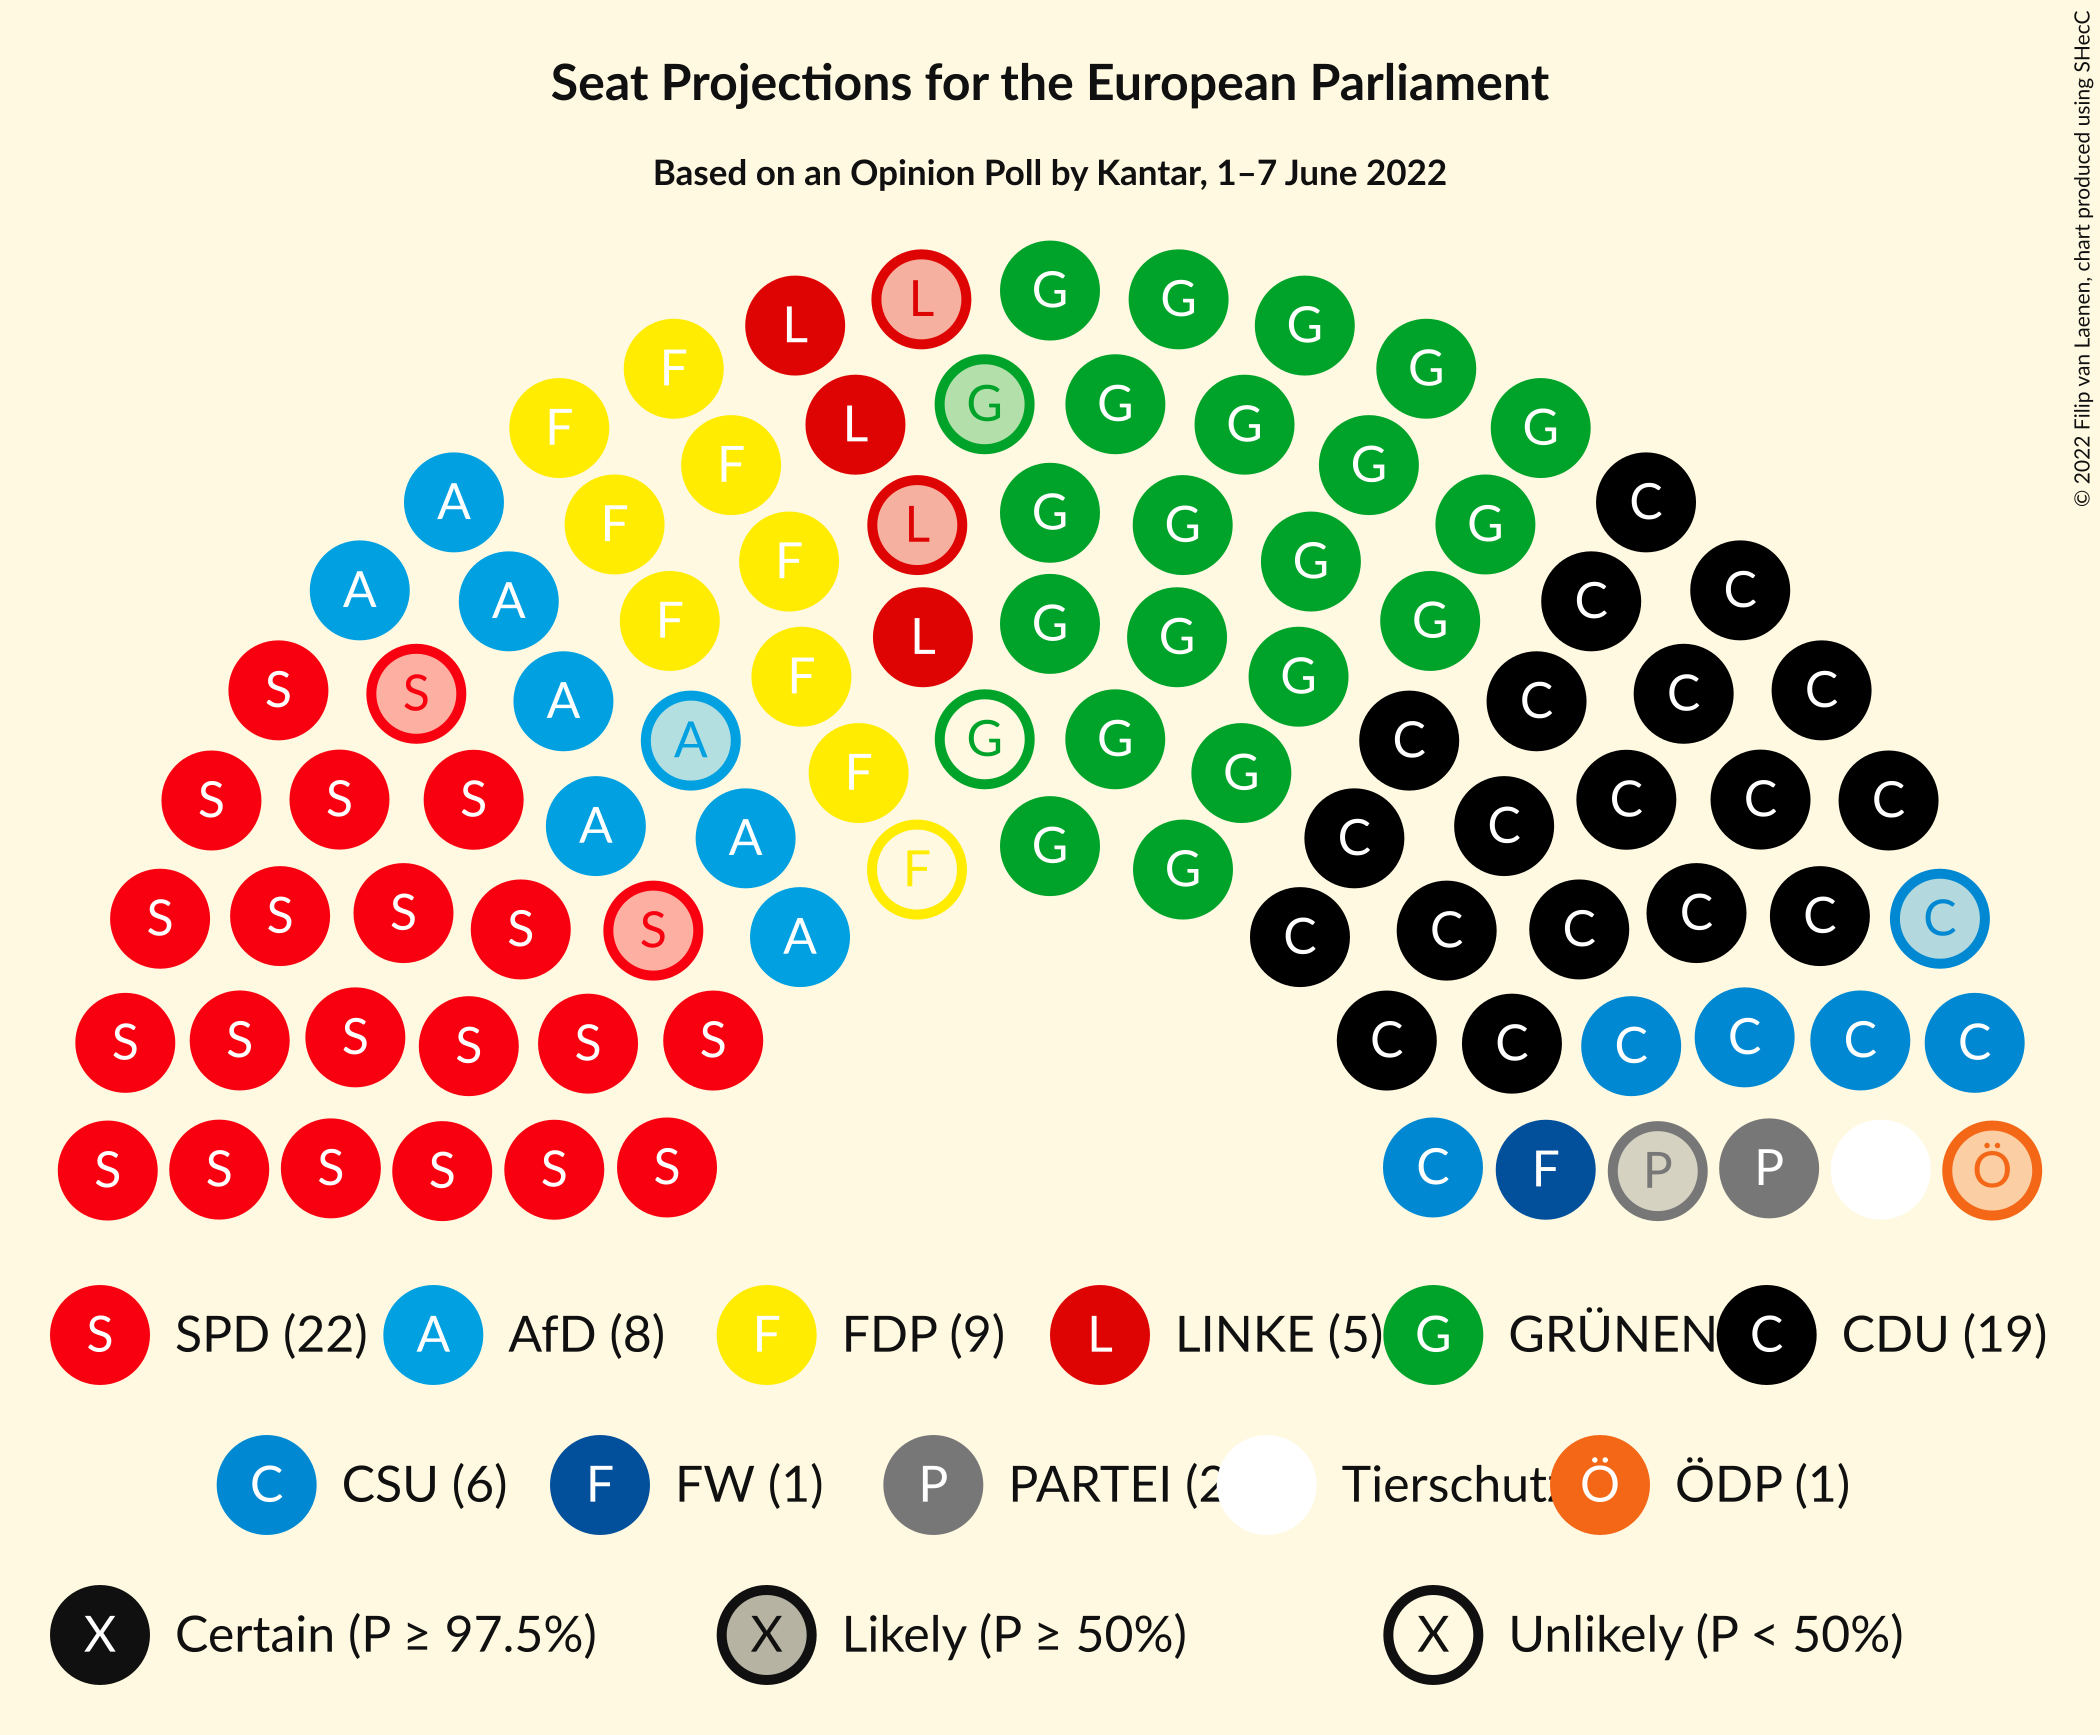 Seat Projections for the European Parliament
Based on an Opinion Poll by Kantar, 1–7 June 2022
© 2022 Filip van Laenen, chart produced using SHecC
L G G G
L G
F L G
F L G G G G
F G
A F L G G C
F G G G
A A F G C C
F L G G G
S S A F G C C C
A G G C
S S S A A F G C C C C
A G C C
S S S S S A F G G C C C C C C
S S S S S S C C C C C C
S S S S S S C F P P Ö
S SPD (22) A AfD (8) F FDP (9) L LINKE (5) G GRÜNEN C CDU (19)
C CSU (6) F FW (1) P PARTEI (2 Tierschutz Ö ÖDP (1)
X Certain (P ≥ 97.5%) X Likely (P ≥ 50%) X Unlikely (P < 50%)